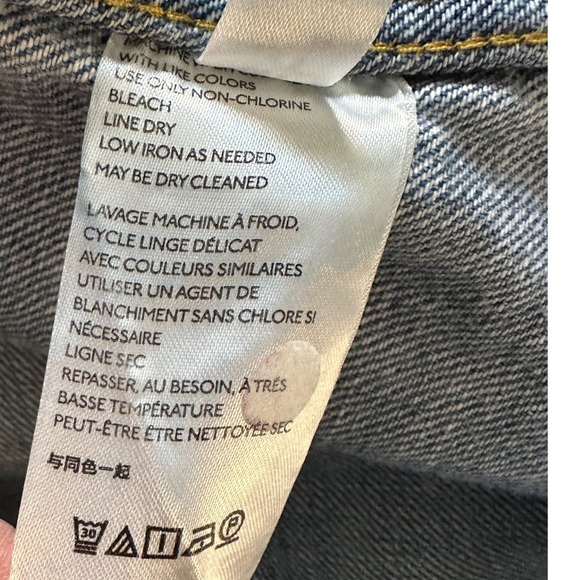 MACHINE
WITH LIKE COLORS
USE ONLY NON-CHLORINE
BLEACH
LINE DRY
LOW IRON AS NEEDED
MAY BE DRY CLEANED
LAVAGE MACHINE À FROID,
CYCLE LINGE DÉLICAT
AVEC COULEURS SIMILAIRES
UTILISER UN AGENT DE
BLANCHIMENT SANS CHLORE SI
NÉCESSAIRE
LIGNE SEC
REPASSER, AU BESOIN, À TRÉS
BASSE TEMPÉRATURE
PEUT-ÊTRE ÊTRE NETTOYÉE SEC
与同色一起
30 P